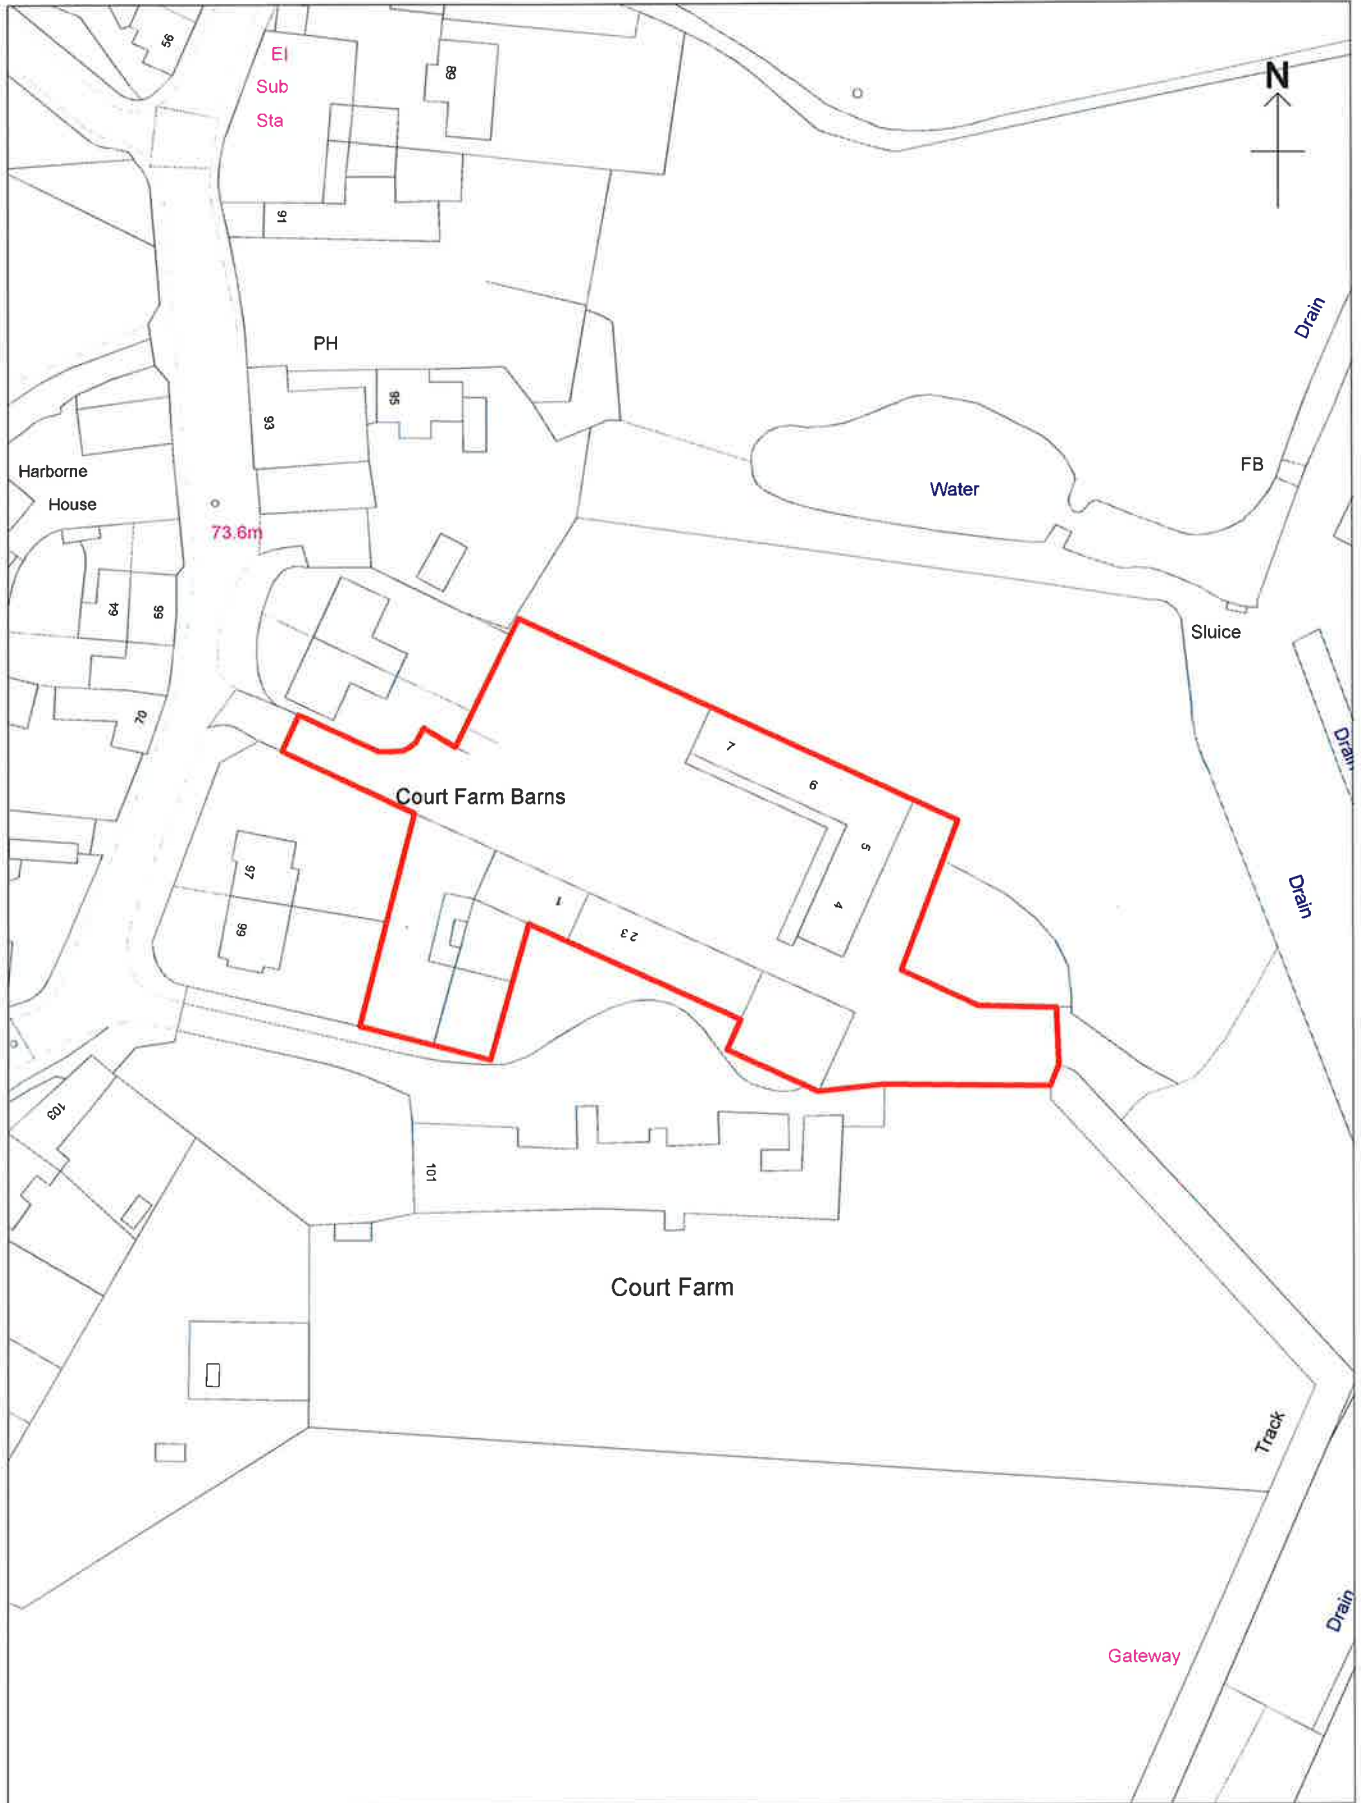 56
El
Sub
Sta
89
N
91
Drain
PH
95
93
Harborne
House
FB
Water
73.6m
64
66
Sluice
70
Drain
7
6
Court Farm Barns
5
97
Drain
1
4
99
23
103
101
Court Farm
Track
Drain
Gateway